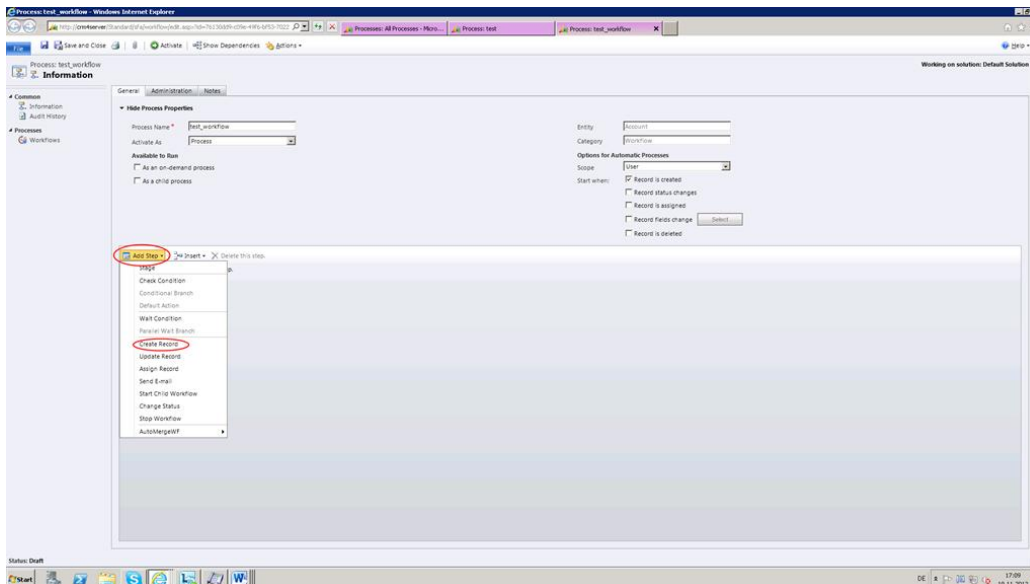 Process: test_workflow - Windows Internet Explorer
Processes: All Processes - Micro... Process: test Process: test_workflow
File Save and Close Activate Show Dependencies Actions Help
Process: test_workflow Working on solution: Default Solution
Information
Common
Information
Audit History
Processes
Workflows
General Administration Notes
Hide Process Properties
Process Name * test_workflow Entity Account
Activate As Process Category Workflow
Available to Run Options for Automatic Processes
As an on-demand process Scope User
As a child process Start when: Record is created
Record status changes
Record is assigned
Record fields change Select
Record is deleted
Add Step Insert Delete this step.
Stage p.
Check Condition
Conditional Branch
Default Action
Wait Condition
Parallel Wait Branch
Create Record
Update Record
Assign Record
Send E-mail
Start Child Workflow
Change Status
Stop Workflow
AutoMergeWF
Status: Draft
Start DE 17:09